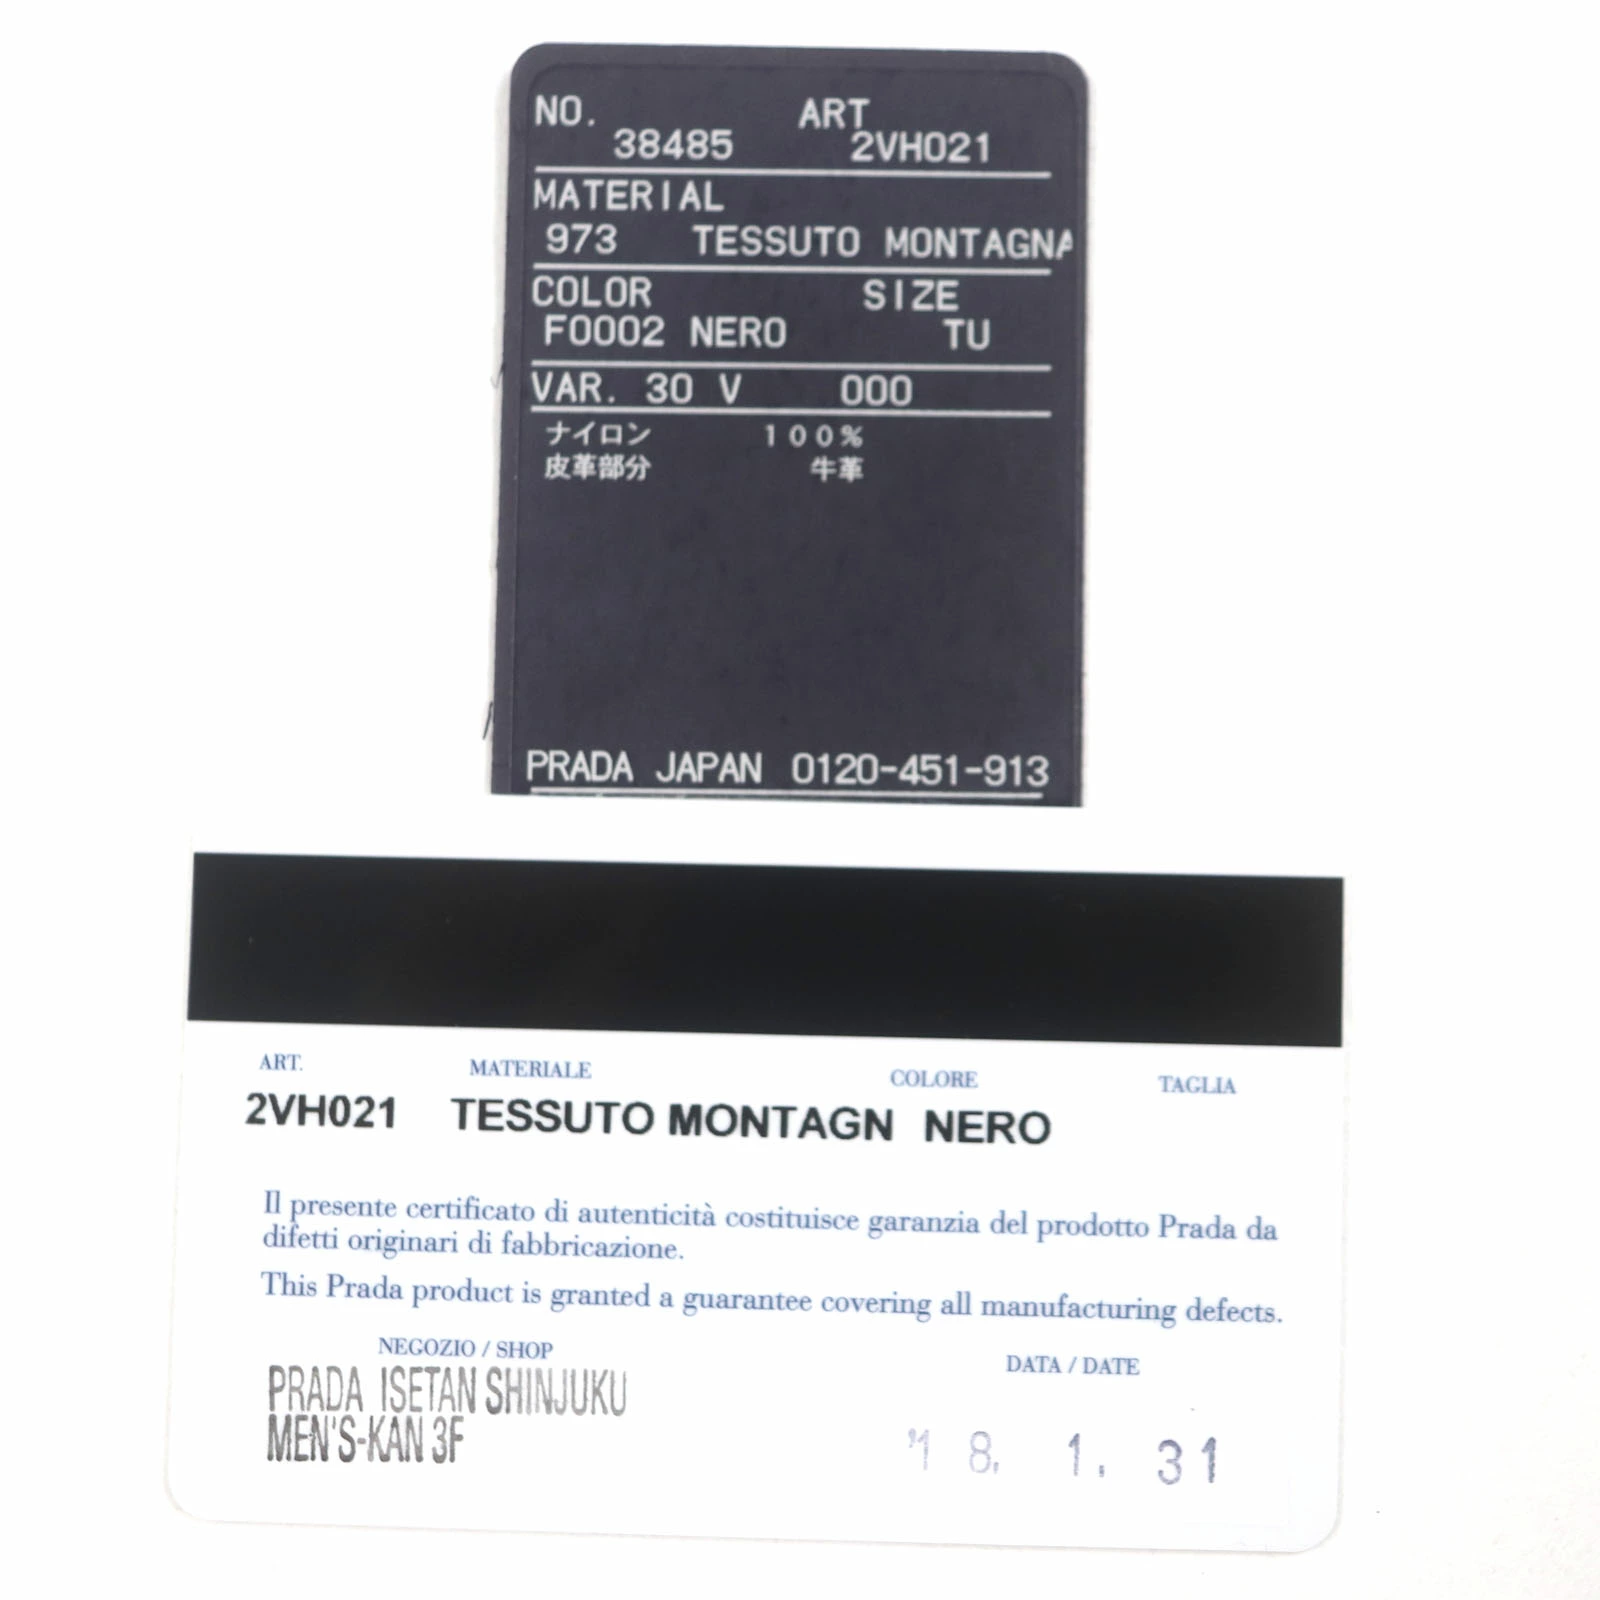 NO. ART
38485 2VH021
MATERIAL
973 TESSUTO MONTAGNA
COLOR SIZE
F0002 NERO TU
VAR. 30 V 000
ナイロン 100%
皮革部分 牛革
PRADA JAPAN 0120-451-913
ART. MATERIALE COLORE TAGLIA
2VH021 TESSUTO MONTAGN NERO
Il presente certificato di autenticità costituisce garanzia del prodotto Prada da
difetti originari di fabbricazione.
This Prada product is granted a guarantee covering all manufacturing defects.
NEGOZIO / SHOP DATA / DATE
PRADA ISETAN SHINJUKU
MEN'S-KAN 3F
'18. 1. 31